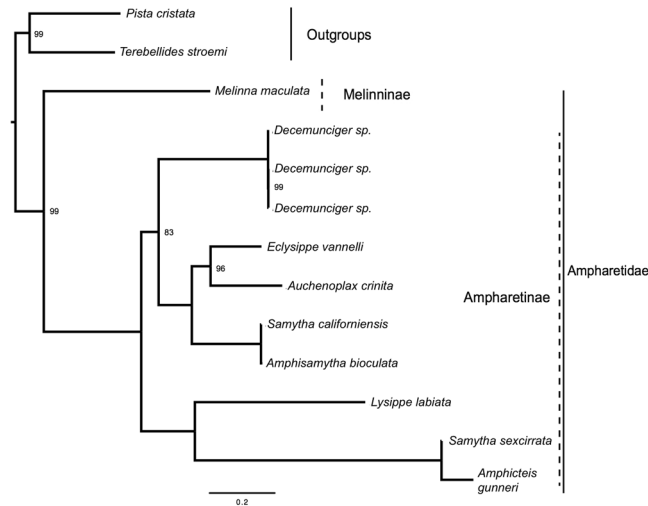 Pista cristata
99
Outgroups
Terebellides stroemi
Melinna maculata
Melinninae
Decemunciger sp.
Decemunciger sp.
99
Decemunciger sp.
99
83
Eclysippe vannelli
96
Ampharetidae
Auchenoplax crinita
Ampharetinae
Samytha californiensis
Amphisamytha bioculata
Lysippe labiata
Samytha sexcirrata
Amphicteis
gunneri
0.2